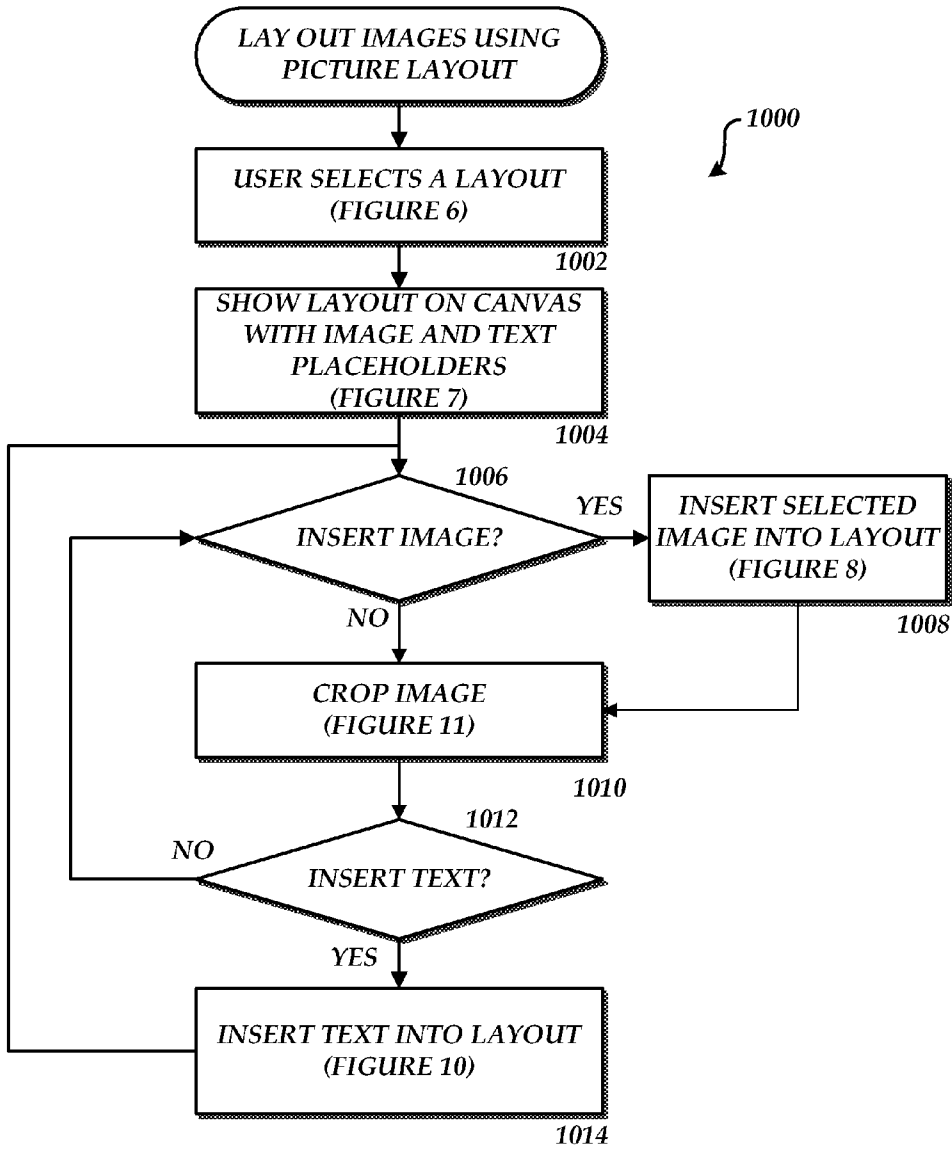 LAY OUT IMAGES USING
PICTURE LAYOUT
1000
USER SELECTS A LAYOUT
(FIGURE 6)
1002
SHOW LAYOUT ON CANVAS
WITH IMAGE AND TEXT
PLACEHOLDERS
(FIGURE 7)
1004
1006
INSERT IMAGE?
YES
INSERT SELECTED
IMAGE INTO LAYOUT
(FIGURE 8)
1008
NO
CROP IMAGE
(FIGURE 11)
1010
1012
INSERT TEXT?
NO
YES
INSERT TEXT INTO LAYOUT
(FIGURE 10)
1014